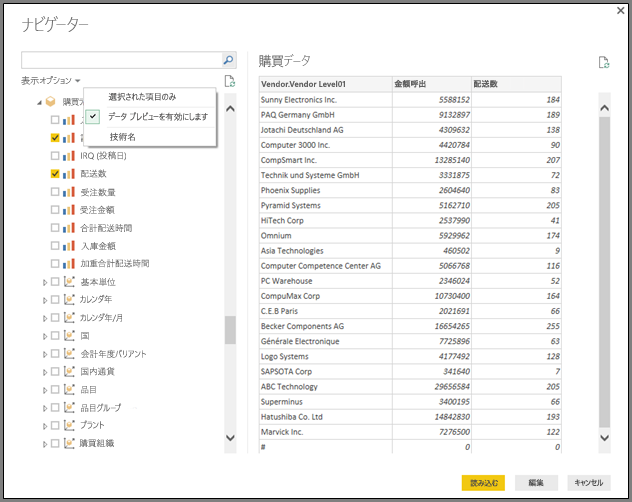 ナビゲーター
表示オプション
選択された項目のみ
データ プレビューを有効にします
技術名
購買
IRQ (投稿日)
配送数
受注数量
受注金額
合計配送時間
入庫金額
加重合計配送時間
基本単位
カレンダ年
カレンダ年/月
国
会計年度バリアント
国内通貨
品目
品目グループ
プラント
購買組織
購買データ
Vendor.Vendor Level01 金額呼出 配送数
Sunny Electronics Inc. 5588152 184
PAQ Germany GmbH 9132897 189
Jotachi Deutschland AG 4309632 138
Computer 3000 Inc. 4420784 90
CompSmart Inc. 13285140 207
Technik und Systeme GmbH 3331875 72
Phoenix Supplies 2604640 83
Pyramid Systems 5162710 205
HiTech Corp 2537990 41
Omnium 5929962 174
Asia Technologies 460502 9
Computer Competence Center AG 5066768 116
PC Warehouse 2346024 52
CompuMax Corp 10730400 164
C.E.B Paris 2021691 66
Becker Components AG 16654265 255
Générale Electronique 7725896 63
Logo Systems 4177492 128
SAPSOTA Corp 341640 7
ABC Technology 29656584 205
Superminus 3400195 66
Hatushiba Co. Ltd 14842830 193
Marvick Inc. 7276500 122
# 0 0
読み込む 編集 キャンセル